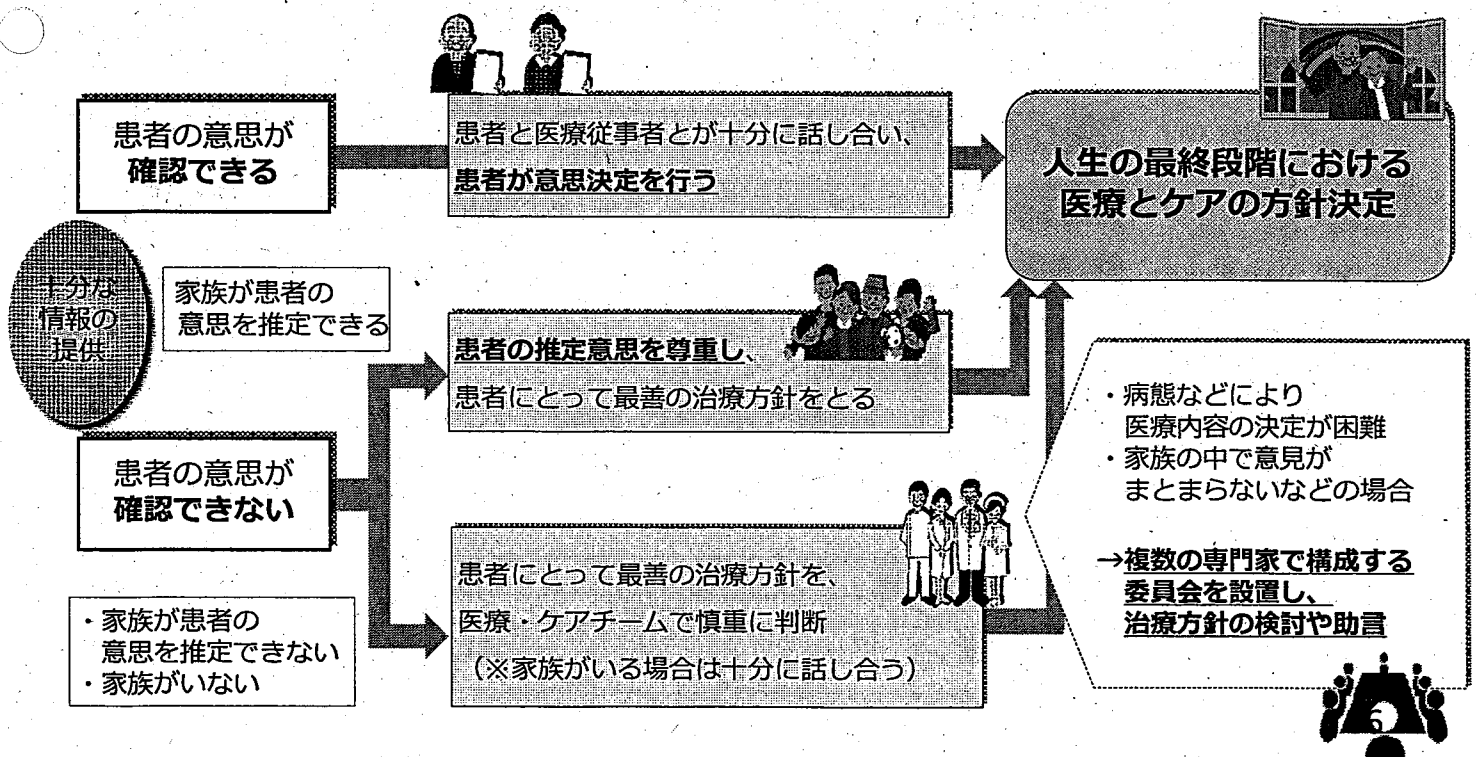 患者の意思が
確認できる
患者と医療従事者とが十分に話し合い、
患者が意思決定を行う
人生の最終段階における
医療とケアの方針決定
十分な
情報の
提供
家族が患者の
意思を推定できる
患者の推定意思を尊重し、
患者にとって最善の治療方針をとる
患者の意思が
確認できない
・家族が患者の
意思を推定できない
・家族がいない
患者にとって最善の治療方針を、
医療・ケアチームで慎重に判断
（※家族がいる場合は十分に話し合う）
・病態などにより
医療内容の決定が困難
・家族の中で意見が
まとまらないなどの場合
→複数の専門家で構成する
委員会を設置し、
治療方針の検討や助言
6